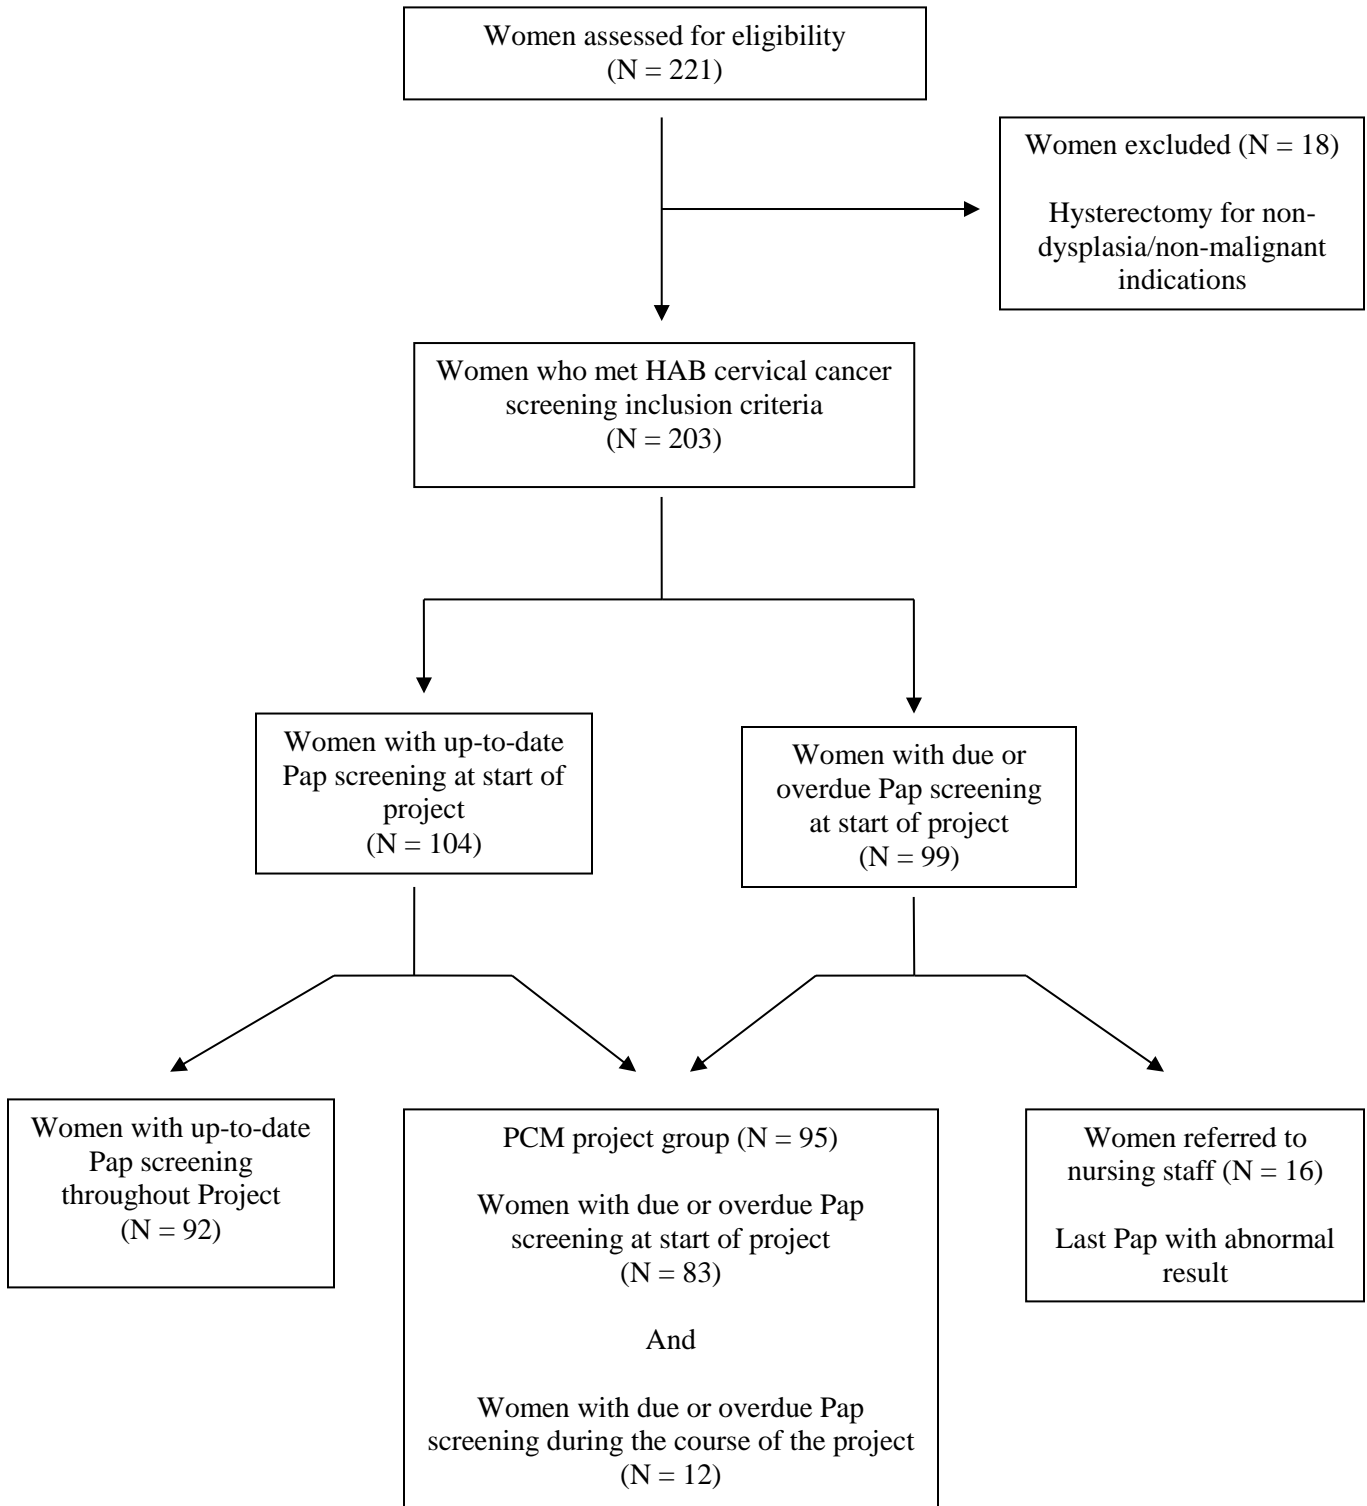 Women assessed for eligibility
(N = 221)
Women excluded (N = 18)
Hysterectomy for non-
dysplasia/non-malignant
indications
Women who met HAB cervical cancer
screening inclusion criteria
(N = 203)
Women with up-to-date
Pap screening at start of
project
(N = 104)
Women with due or
overdue Pap screening
at start of project
(N = 99)
Women with up-to-date
Pap screening
throughout Project
(N = 92)
PCM project group (N = 95)
Women with due or overdue Pap
screening at start of project
(N = 83)
And
Women with due or overdue Pap
screening during the course of the project
(N = 12)
Women referred to
nursing staff (N = 16)
Last Pap with abnormal
result